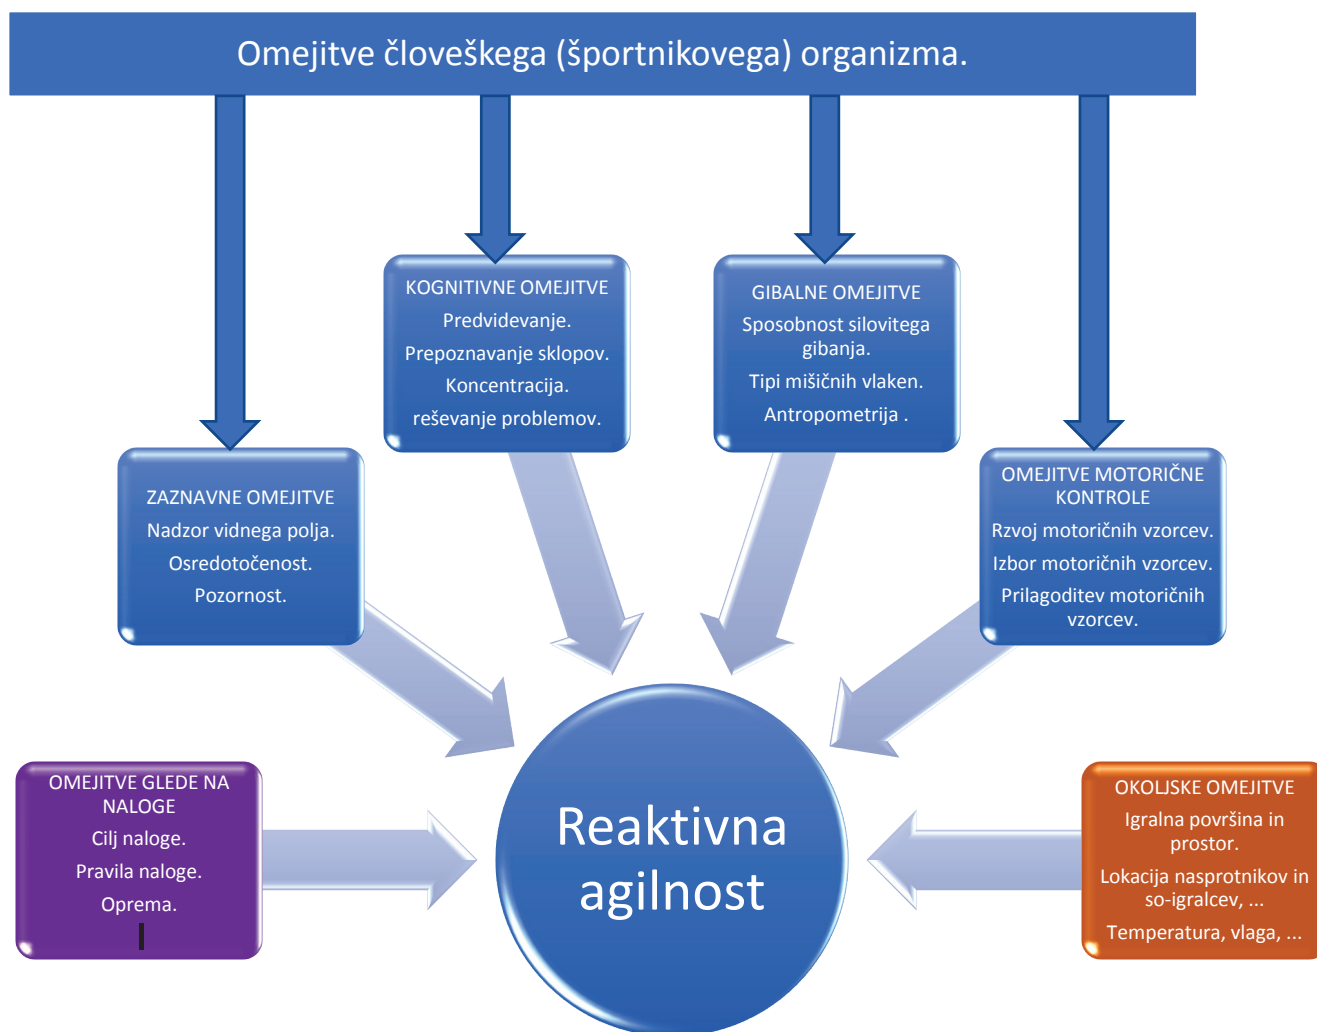 Omejitve človeškega (športnikovega) organizma.
KOGNITIVNE OMEJITVE
Predvidevanje.
Prepoznavanje sklopov.
Koncentracija.
reševanje problemov.
GIBALNE OMEJITVE
Sposobnost silovitega
gibanja.
Tipi mišičnih vlaken.
Antropometrija .
ZAZNAVNE OMEJITVE
Nadzor vidnega polja.
Osredotočenost.
Pozornost.
OMEJITVE MOTORIČNE
KONTROLE
Rzvoj motoričnih vzorcev.
Izbor motoričnih vzorcev.
Prilagoditev motoričnih
vzorcev.
OMEJITVE GLEDE NA
NALOGE
Cilj naloge.
Pravila naloge.
Oprema.
Reaktivna
agilnost
OKOLJSKE OMEJITVE
Igralna površina in
prostor.
Lokacija nasprotnikov in
so-igralcev, ...
Temperatura, vlaga, ...